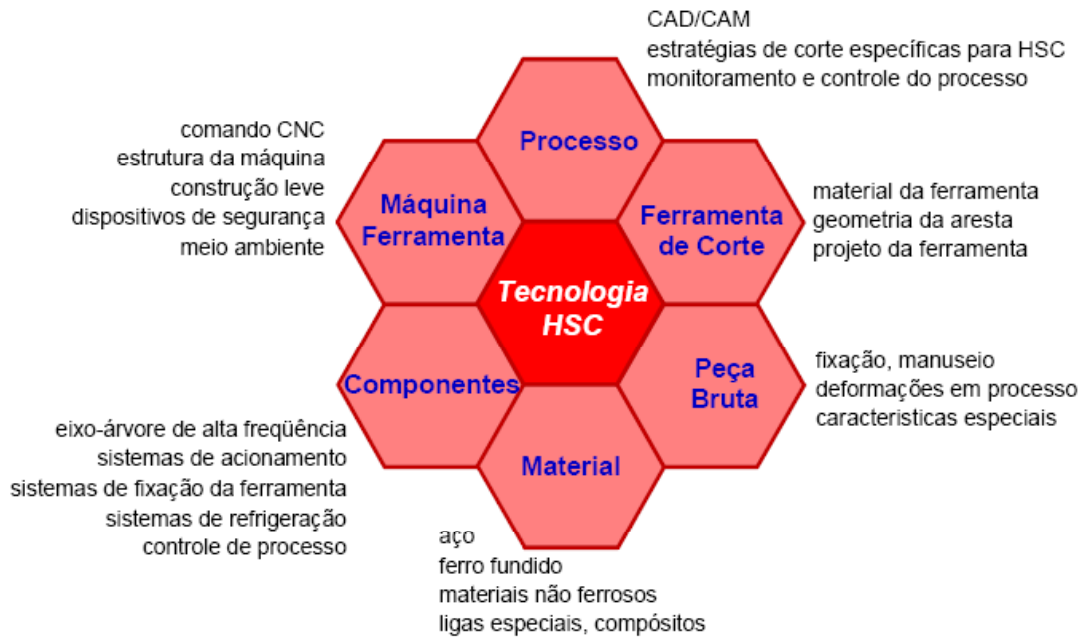 CAD/CAM
estratégias de corte específicas para HSC
monitoramento e controle do processo
Processo
comando CNC
estrutura da máquina
construção leve
dispositivos de segurança
meio ambiente
Máquina
Ferramenta
Ferramenta
de Corte
material da ferramenta
geometria da aresta
projeto da ferramenta
Tecnologia
HSC
Componentes
eixo-árvore de alta freqüência
sistemas de acionamento
sistemas de fixação da ferramenta
sistemas de refrigeração
controle de processo
Peça
Bruta
fixação, manuseio
deformações em processo
caracteristicas especiais
Material
aço
ferro fundido
materiais não ferrosos
ligas especiais, compósitos